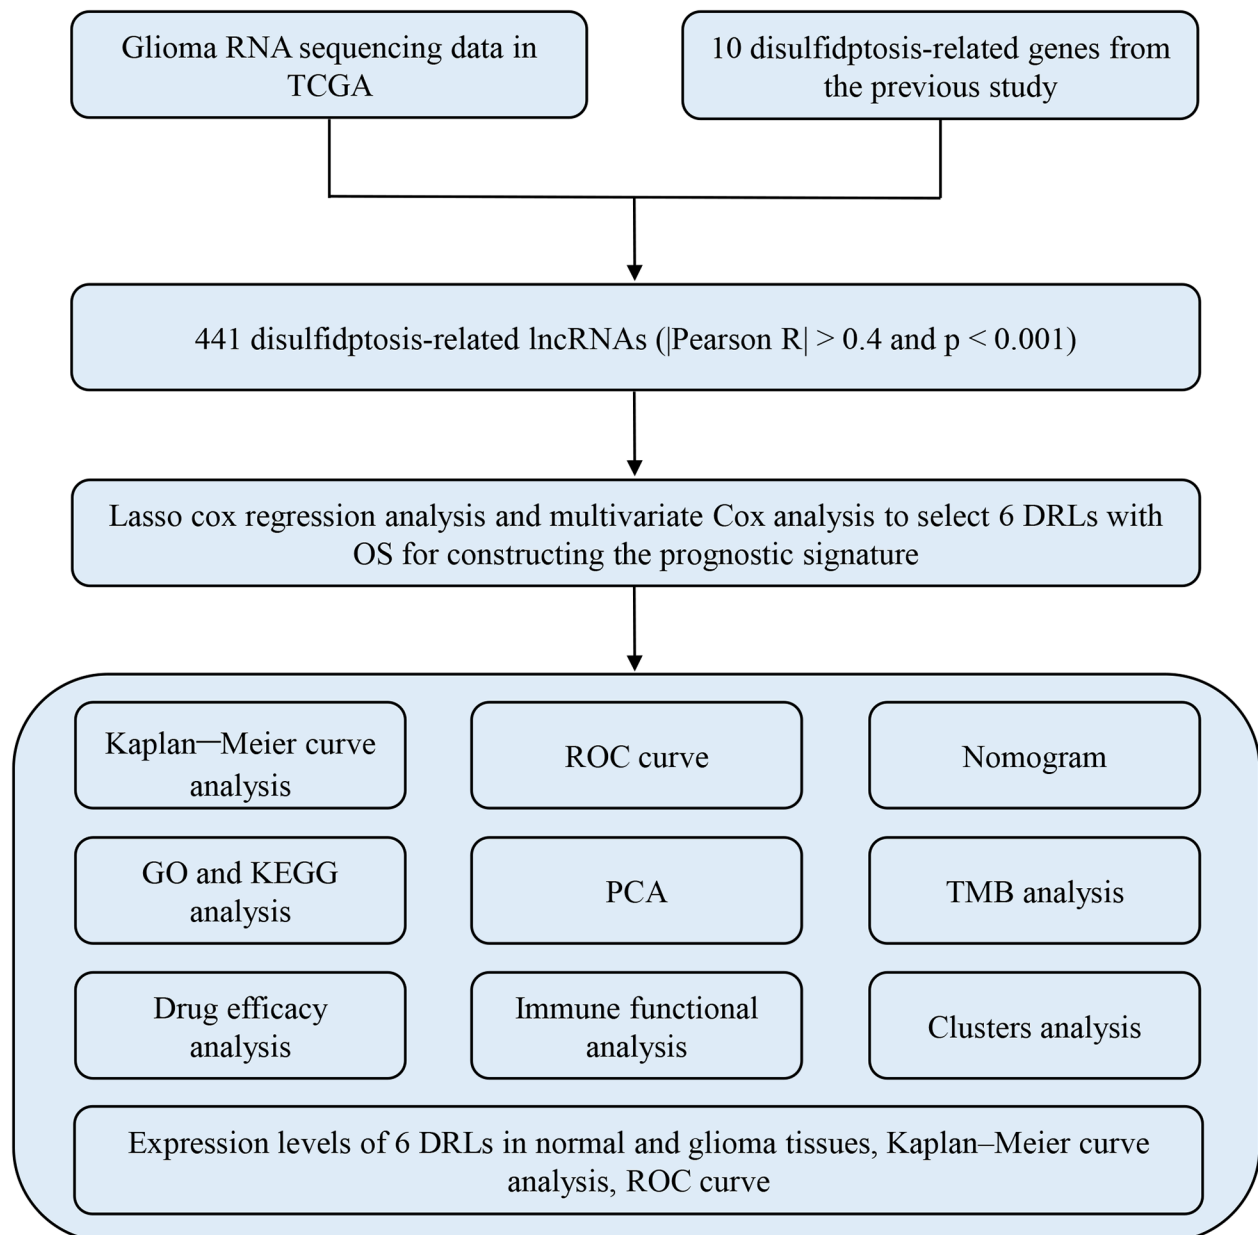 Glioma RNA sequencing data in
TCGA
10 disulfidptosis-related genes from
the previous study
441 disulfidptosis-related lncRNAs (|Pearson R| > 0.4 and p < 0.001)
Lasso cox regression analysis and multivariate Cox analysis to select 6 DRLs with
OS for constructing the prognostic signature
Kaplan—Meier curve
analysis
ROC curve
Nomogram
GO and KEGG
analysis
PCA
TMB analysis
Drug efficacy
analysis
Immune functional
analysis
Clusters analysis
Expression levels of 6 DRLs in normal and glioma tissues, Kaplan–Meier curve
analysis, ROC curve